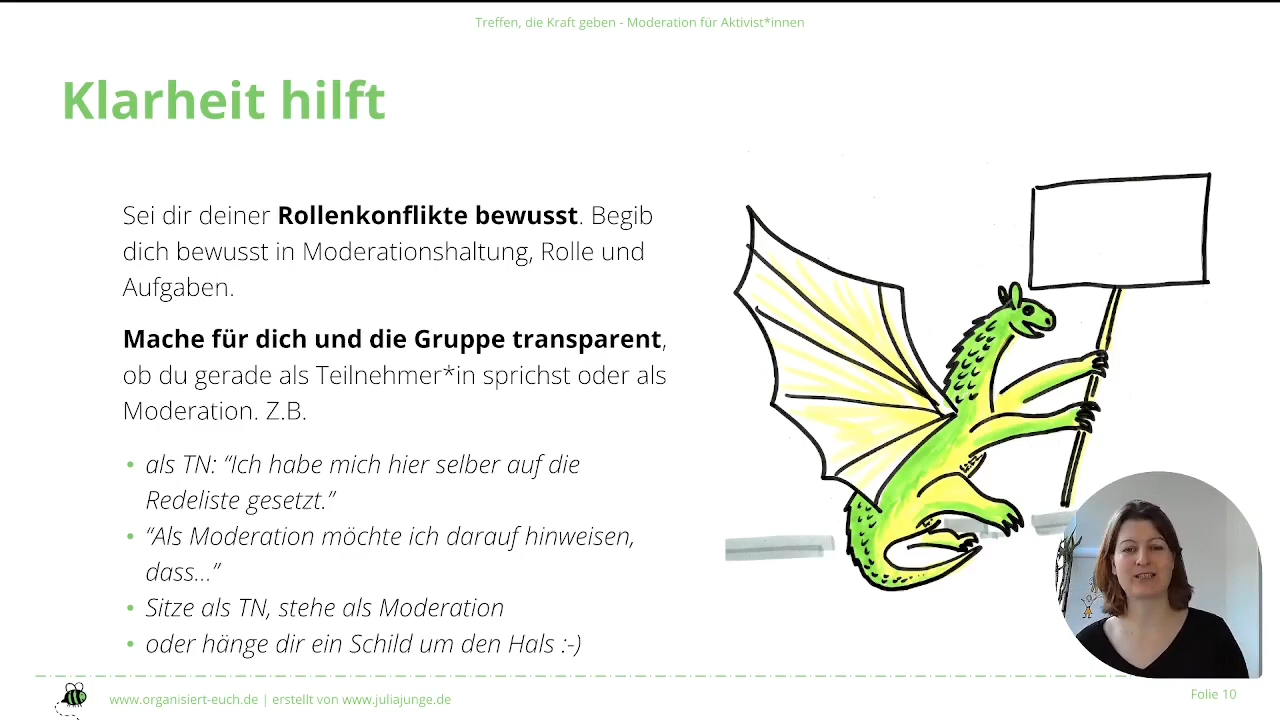 Treffen, die Kraft geben - Moderation für Aktivist*innen
Klarheit hilft
Sei dir deiner Rollenkonflikte bewusst. Begib
dich bewusst in Moderationshaltung, Rolle und
Aufgaben.
Mache für dich und die Gruppe transparent,
ob du gerade als Teilnehmer*in sprichst oder als
Moderation. Z.B.
• als TN: “Ich habe mich hier selber auf die
Redeliste gesetzt.”
• “Als Moderation möchte ich darauf hinweisen,
dass...”
• Sitze als TN, stehe als Moderation
• oder hänge dir ein Schild um den Hals :-)
www.organisiert-euch.de | erstellt von www.juliajunge.de
Folie 10